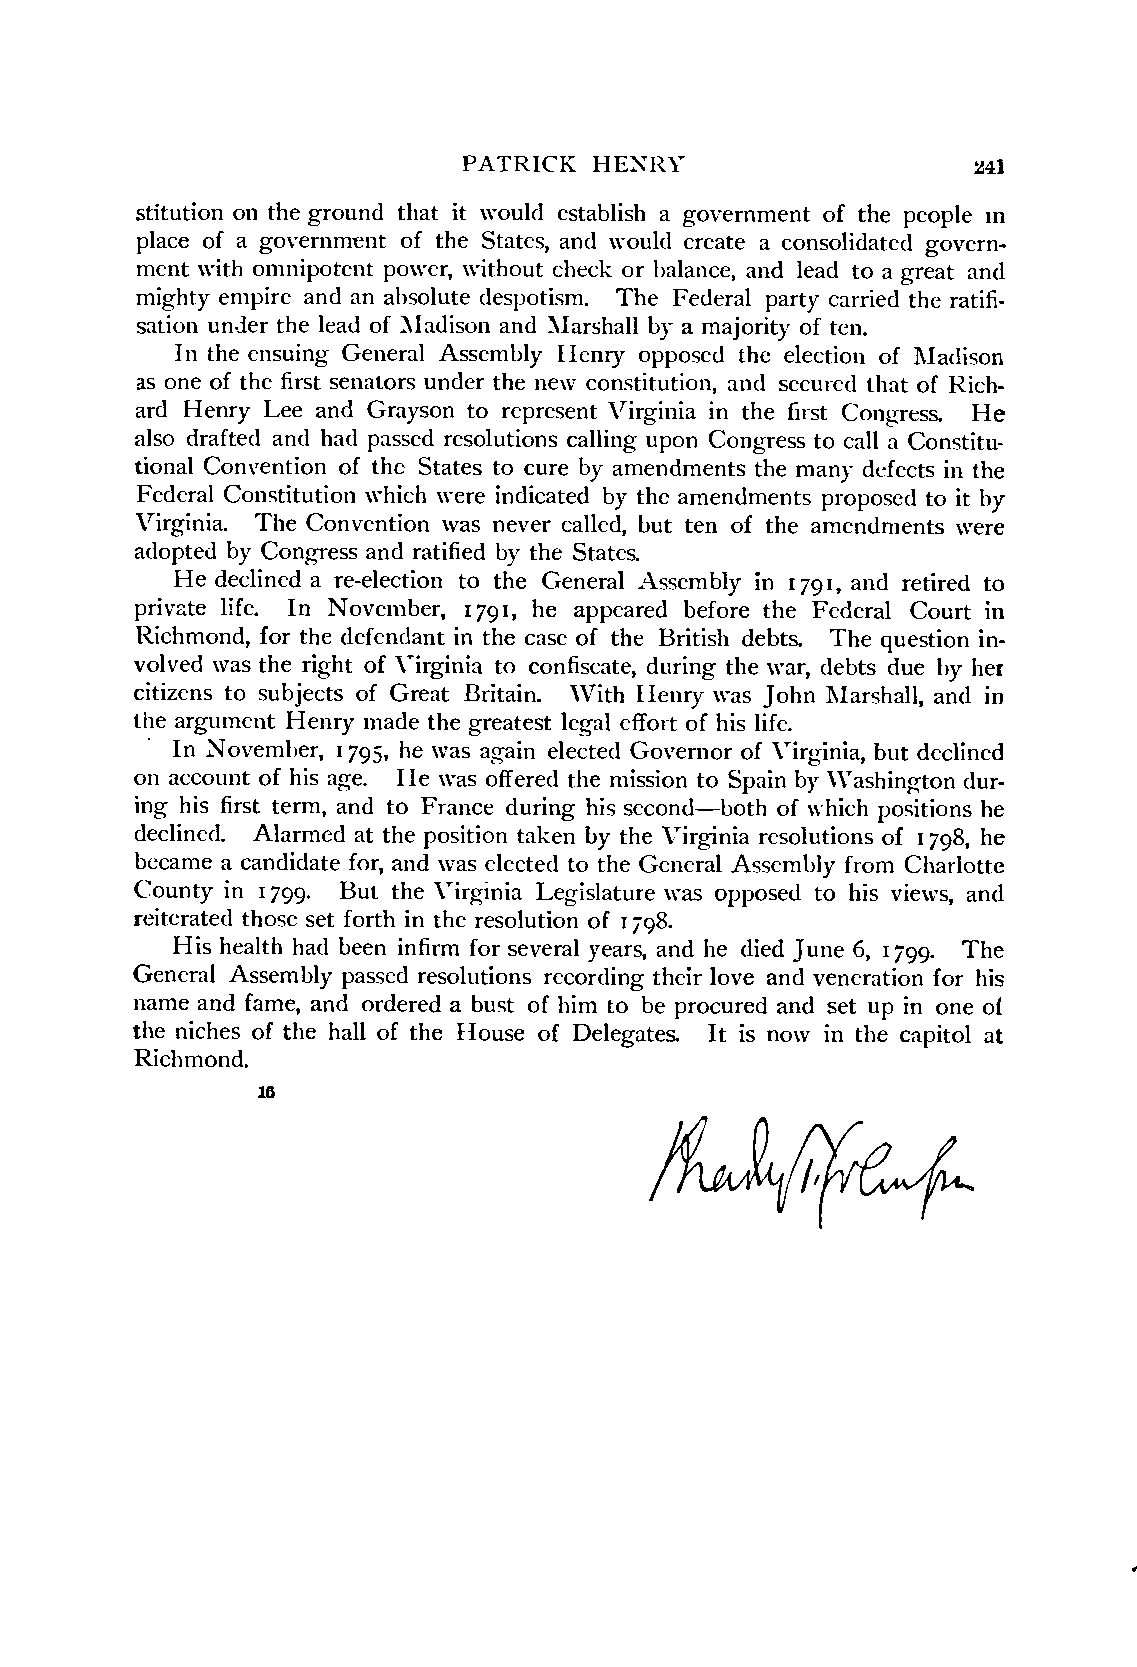 PATRICK HENRY 241
stitution on the ground that it would establish a government of the people in
place of a government of the States, and would create a consolidated govern-
ment with omnipotent power, without check or balance, and lead to a great and
mighty empire and an absolute despotism. The Federal party carried the ratifi-
sation under the lead of Madison and Marshall by a majority of ten.
In the ensuing General Assembly Henry opposed the election of Madison
as one of the first senators under the new constitution, and secured that of Rich-
ard Henry Lee and Grayson to represent Virginia in the first Congress. He
also drafted and had passed resolutions calling upon Congress to call a Constitu-
tional Convention of the States to cure by amendments the many defects in the
Federal Constitution which were indicated by the amendments proposed to it by
Virginia. The Convention was never called, but ten of the amendments were
adopted by Congress and ratified by the States.
He declined a re-election to the General Assembly in 1791, and retired to
private life. In November, 1791, he appeared before the Federal Court in
Richmond, for the defendant in the case of the British debts. The question in-
volved was the right of Virginia to confiscate, during the war, debts due by her
citizens to subjects of Great Britain. With Henry was John Marshall, and in
the argument Henry made the greatest legal effort of his life.
In November, 1795, he was again elected Governor of Virginia, but declined
on account of his age. He was offered the mission to Spain by Washington dur-
ing his first term, and to France during his second—both of which positions he
declined. Alarmed at the position taken by the Virginia resolutions of 1798, he
became a candidate for, and was elected to the General Assembly from Charlotte
County in 1799. But the Virginia Legislature was opposed to his views, and
reiterated those set forth in the resolution of 1798.
His health had been infirm for several years, and he died June 6, 1799. The
General Assembly passed resolutions recording their love and veneration for his
name and fame, and ordered a bust of him to be procured and set up in one of
the niches of the hall of the House of Delegates. It is now in the capitol at
Richmond.
16